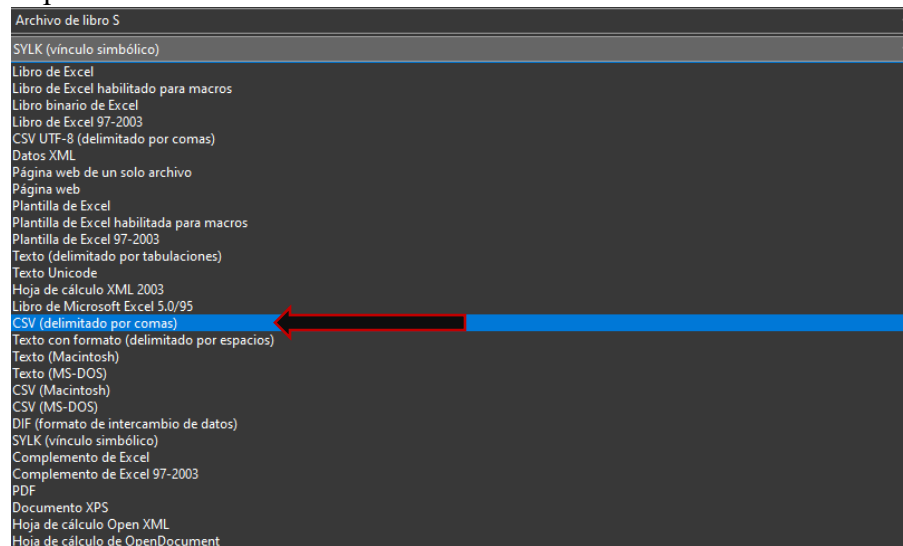 Archivo de libro S
SYLK (vínculo simbólico)
Libro de Excel
Libro de Excel habilitado para macros
Libro binario de Excel
Libro de Excel 97-2003
CSV UTF-8 (delimitado por comas)
Datos XML
Página web de un solo archivo
Página web
Plantilla de Excel
Plantilla de Excel habilitada para macros
Plantilla de Excel 97-2003
Texto (delimitado por tabulaciones)
Texto Unicode
Hoja de cálculo XML 2003
Libro de Microsoft Excel 5.0/95
CSV (delimitado por comas)
Texto con formato (delimitado por espacios)
Texto (Macintosh)
Texto (MS-DOS)
CSV (Macintosh)
CSV (MS-DOS)
DIF (formato de intercambio de datos)
SYLK (vínculo simbólico)
Complemento de Excel
Complemento de Excel 97-2003
PDF
Documento XPS
Hoja de cálculo Open XML
Hoja de cálculo de OpenDocument